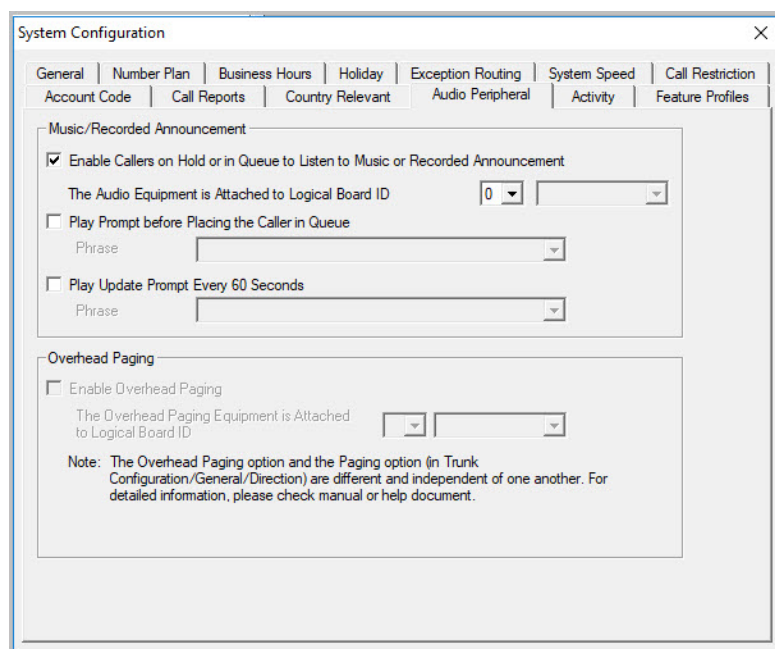 System Configuration
General Number Plan Business Hours Holiday Exception Routing System Speed Call Restriction
Account Code Call Reports Country Relevant Audio Peripheral Activity Feature Profiles
Music/Recorded Announcement
Enable Callers on Hold or in Queue to Listen to Music or Recorded Announcement
The Audio Equipment is Attached to Logical Board ID 0
Play Prompt before Placing the Caller in Queue
Phrase
Play Update Prompt Every 60 Seconds
Phrase
Overhead Paging
Enable Overhead Paging
The Overhead Paging Equipment is Attached
to Logical Board ID
Note: The Overhead Paging option and the Paging option (in Trunk
Configuration/General/Direction) are different and independent of one another. For
detailed information, please check manual or help document.